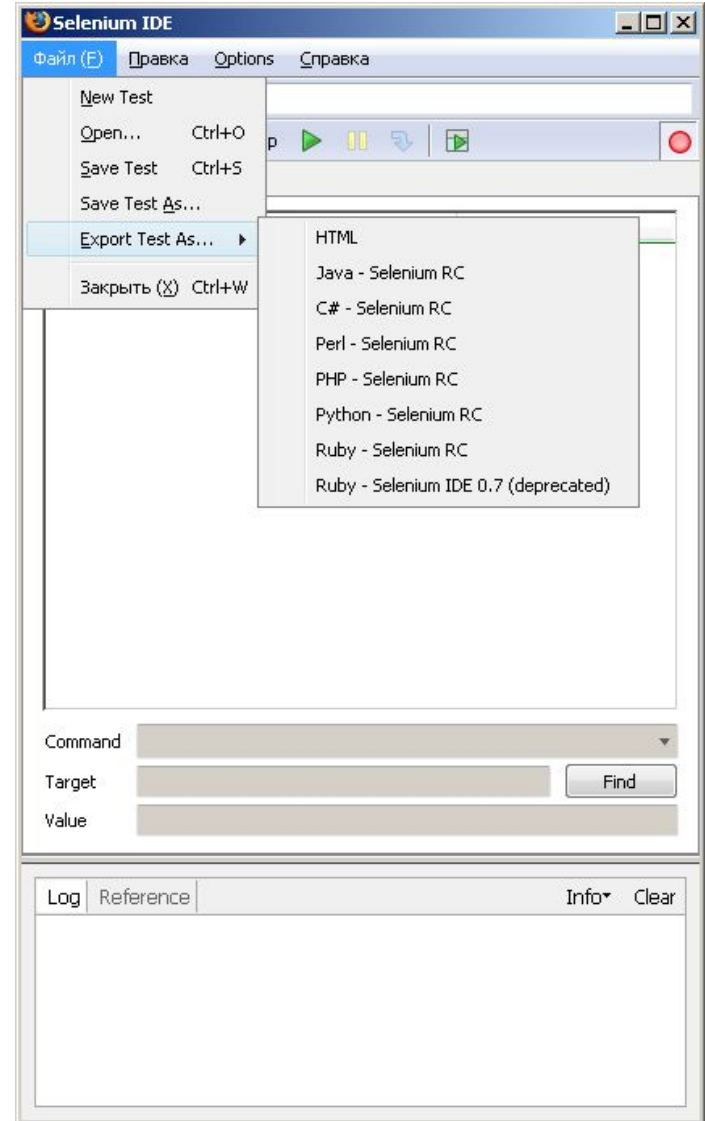 Selenium IDE
Файл (F) Правка Options Справка
New Test
Open... Ctrl+O
р
Save Test Ctrl+S
Save Test As...
Export Test As...
HTML
Java - Selenium RC
Закрыть (X) Ctrl+W
C# - Selenium RC
Perl - Selenium RC
PHP - Selenium RC
Python - Selenium RC
Ruby - Selenium RC
Ruby - Selenium IDE 0.7 (deprecated)
Command
Target Find
Value
Log Reference Info Clear